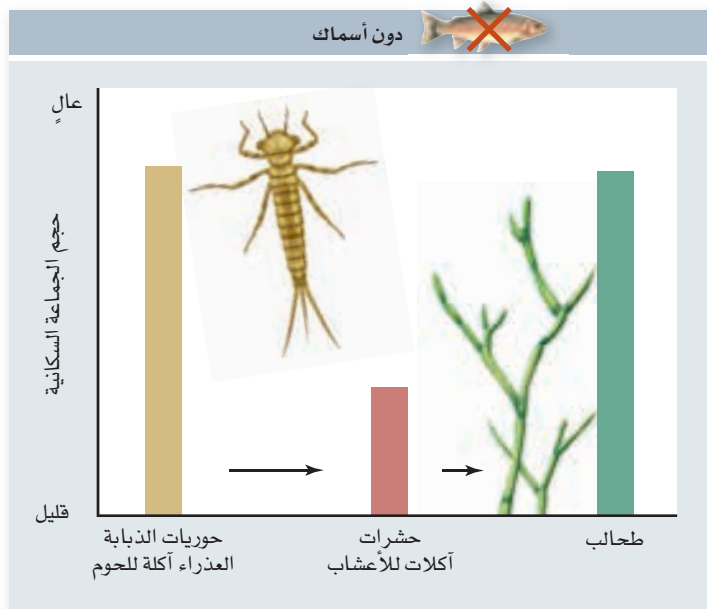 دون أسماك
عالٍ
حجم الجماعة السكانية
قليل
حوريات الذبابة
العذراء آكلة للحوم
حشرات
آكلات للأعشاب
طحالب